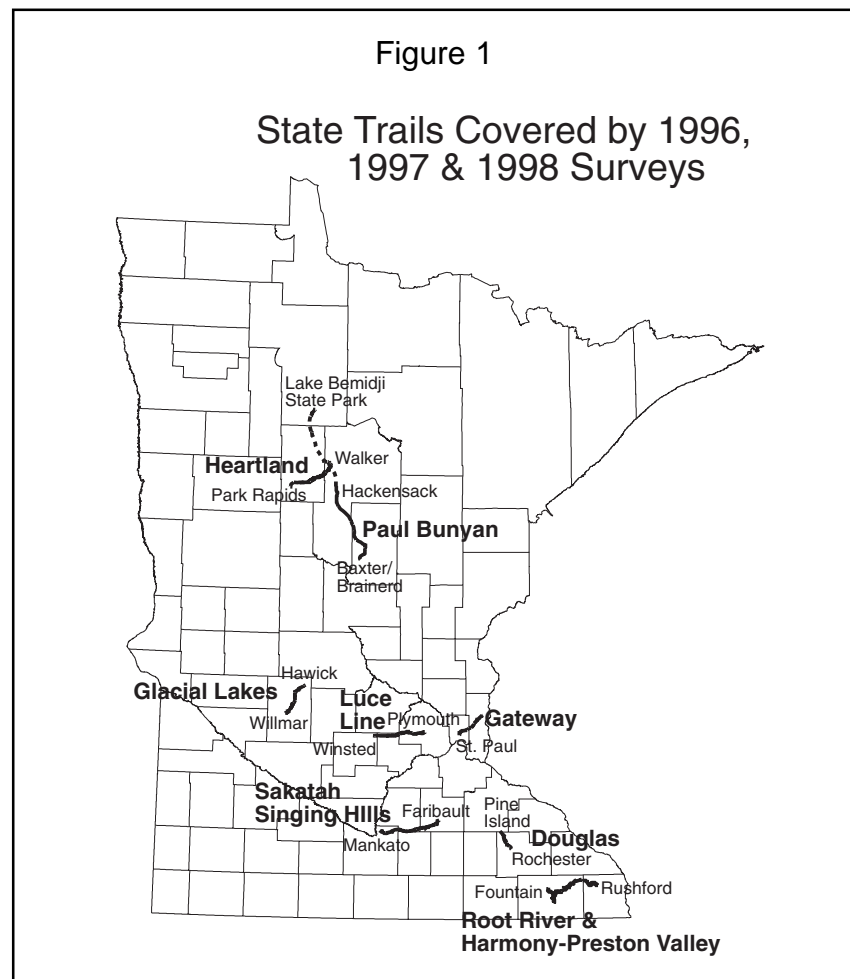 Figure 1
State Trails Covered by 1996,
1997 & 1998 Surveys
Lake Bemidji
State Park
Heartland
Walker
Park Rapids
Hackensack
Paul Bunyan
Baxter/
Brainerd
Hawick
Glacial Lakes
Willmar
Luce
Line
Plymouth
Gateway
Winsted
St. Paul
Sakatah
Singing HIlls
Faribault
Mankato
Pine
Island
Douglas
Rochester
Fountain
Rushford
Root River &
Harmony-Preston Valley